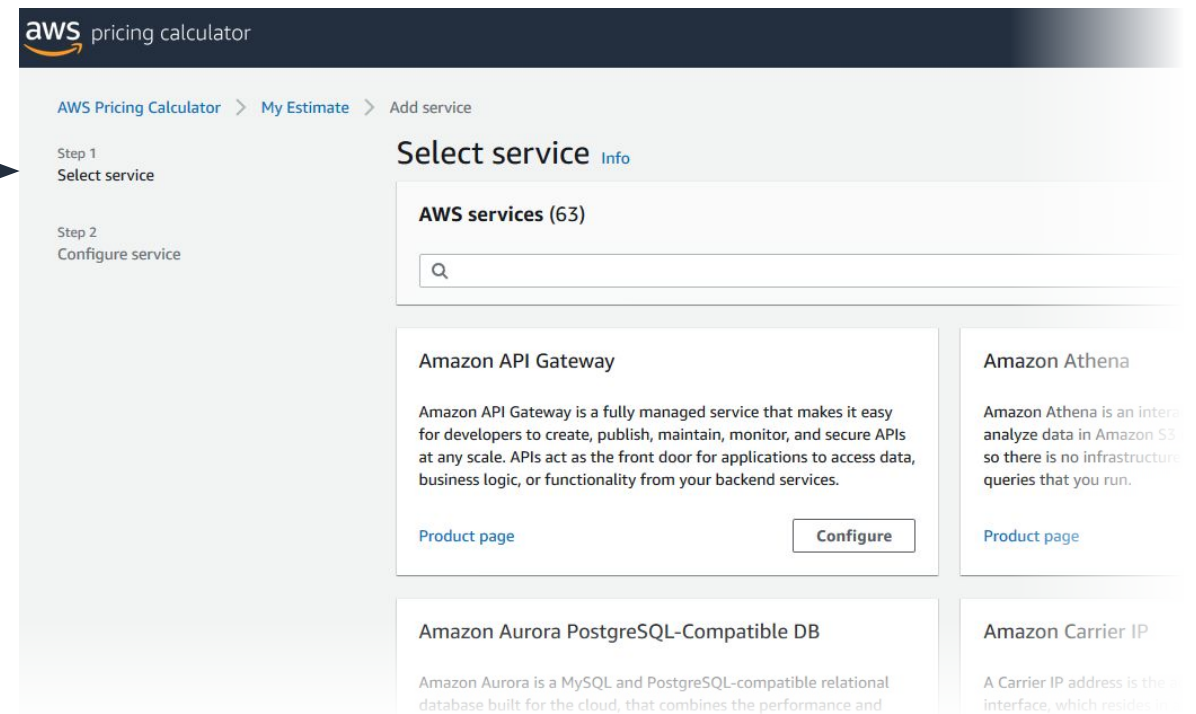 aws pricing calculator
AWS Pricing Calculator > My Estimate > Add service
Step 1
Select service
Step 2
Configure service
Select service Info
AWS services (63)
Amazon API Gateway
Amazon API Gateway is a fully managed service that makes it easy
for developers to create, publish, maintain, monitor, and secure APIs
at any scale. APIs act as the front door for applications to access data,
business logic, or functionality from your backend services.
Product page
Configure
Amazon Athena
Amazon Athena is an
analyze data in Amazon S3
so there is no infrastructure
queries that you run.
Product page
Amazon Aurora PostgreSQL-Compatible DB
Amazon Aurora is a MySQL and PostgreSQL-compatible relational
database built for the cloud, that combines the performance and
Amazon Carrier IP
A Carrier IP address is the
interface, which resides